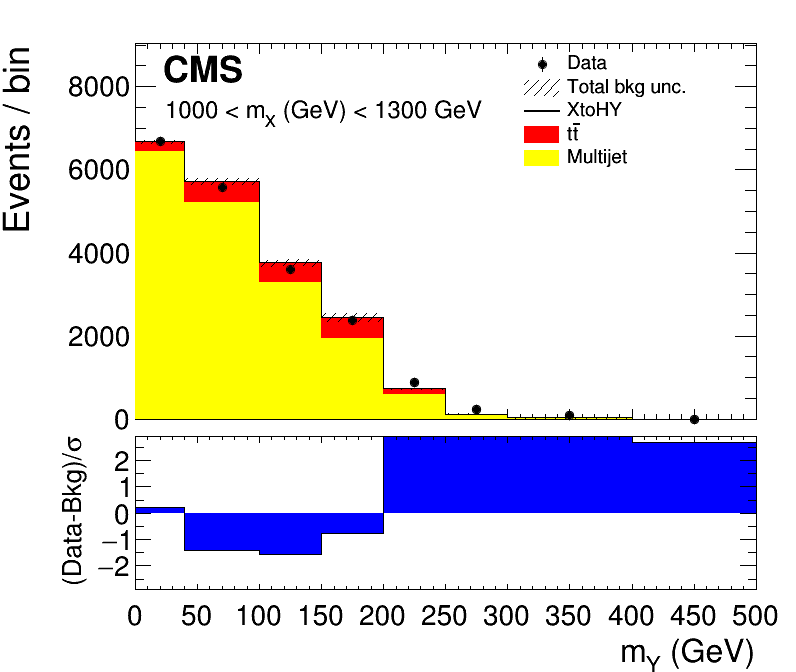 Events / bin
8000
6000
4000
2000
0
CMS
1000 < mX (GeV) < 1300 GeV
Data
Total bkg unc.
XtoHY
tt̄
Multijet
(Data-Bkg)/σ
2
1
0
−1
−2
0 50 100 150 200 250 300 350 400 450 500
mY (GeV)